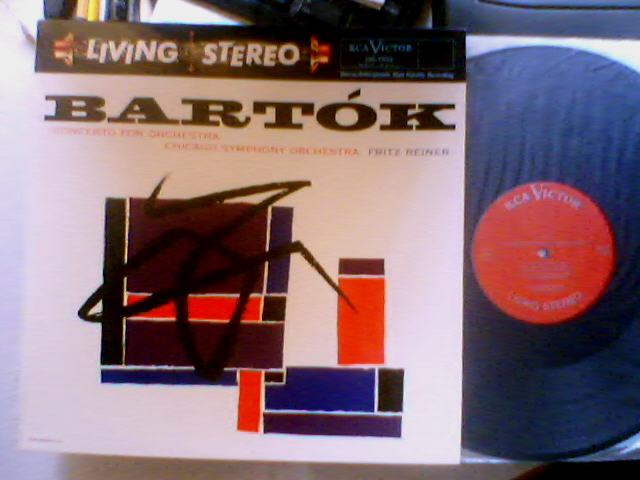 LIVING STEREO
RCA VICTOR
BARTÓK
CONCERTO FOR ORCHESTRA
CHICAGO SYMPHONY ORCHESTRA FRITZ REINER
RCA VICTOR
LIVING STEREO